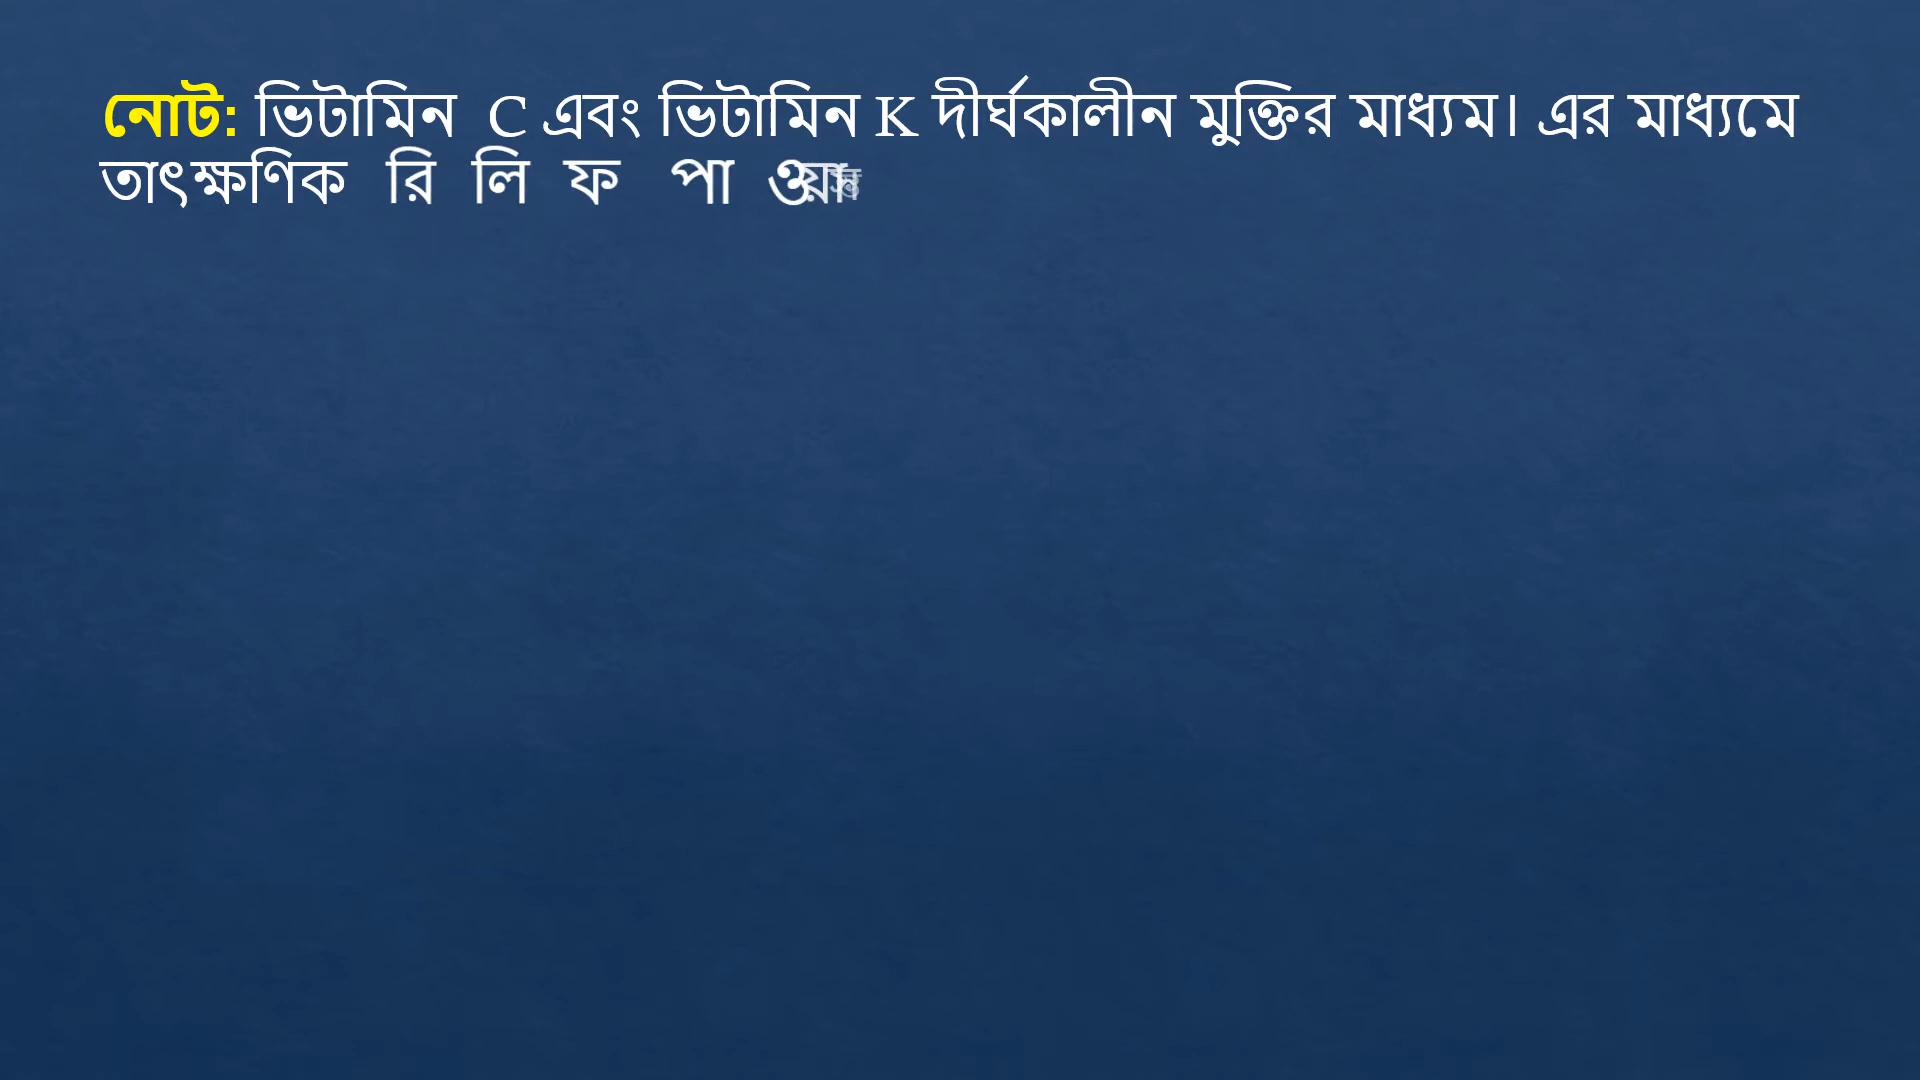 নোট: ভিটামিন C এবং ভিটামিন K দীর্ঘকালীন মুক্তির মাধ্যম। এর মাধ্যমে
তাৎক্ষণিক রিলিফ